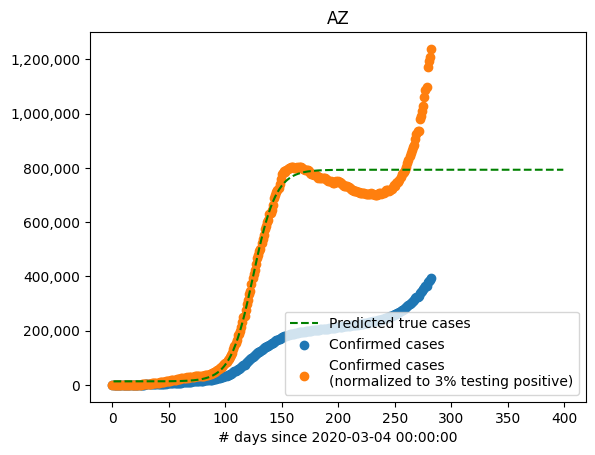 AZ
1,200,000
1,000,000
800,000
600,000
400,000
200,000
0
Predicted true cases
Confirmed cases
Confirmed cases
(normalized to 3% testing positive)
0 50 100 150 200 250 300 350 400
# days since 2020-03-04 00:00:00